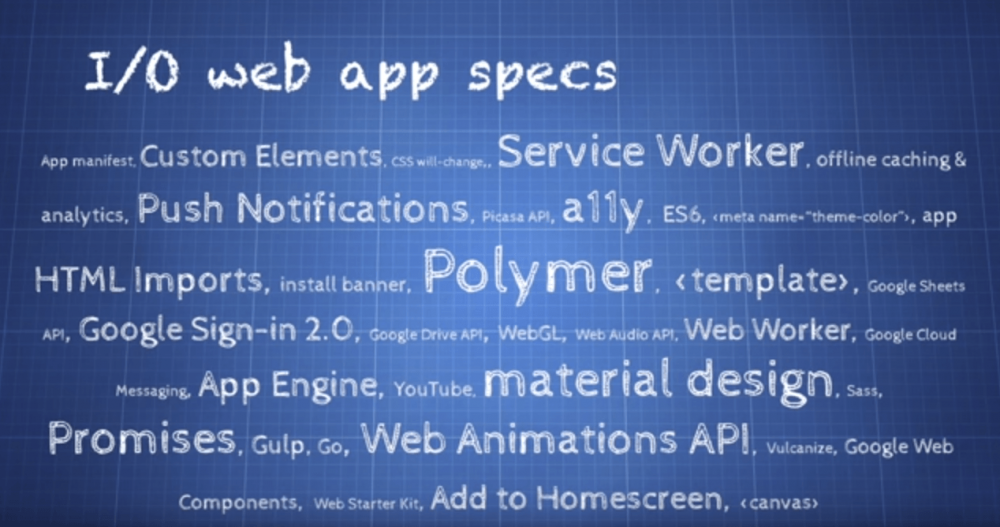 I/O web app specs
App manifest, Custom Elements, CSS will-change,, Service Worker, offline caching &
analytics, Push Notifications, Picasa API, a11y, ES6, <meta name="theme-color">, app
HTML Imports, install banner, Polymer, <template>, Google Sheets
API, Google Sign-in 2.0, Google Drive API, WebGL, Web Audio API, Web Worker, Google Cloud
Messaging, App Engine, YouTube, material design, Sass,
Promises, Gulp, Go, Web Animations API, Vulcanize, Google Web
Components, Web Starter Kit, Add to Homescreen, <canvas>